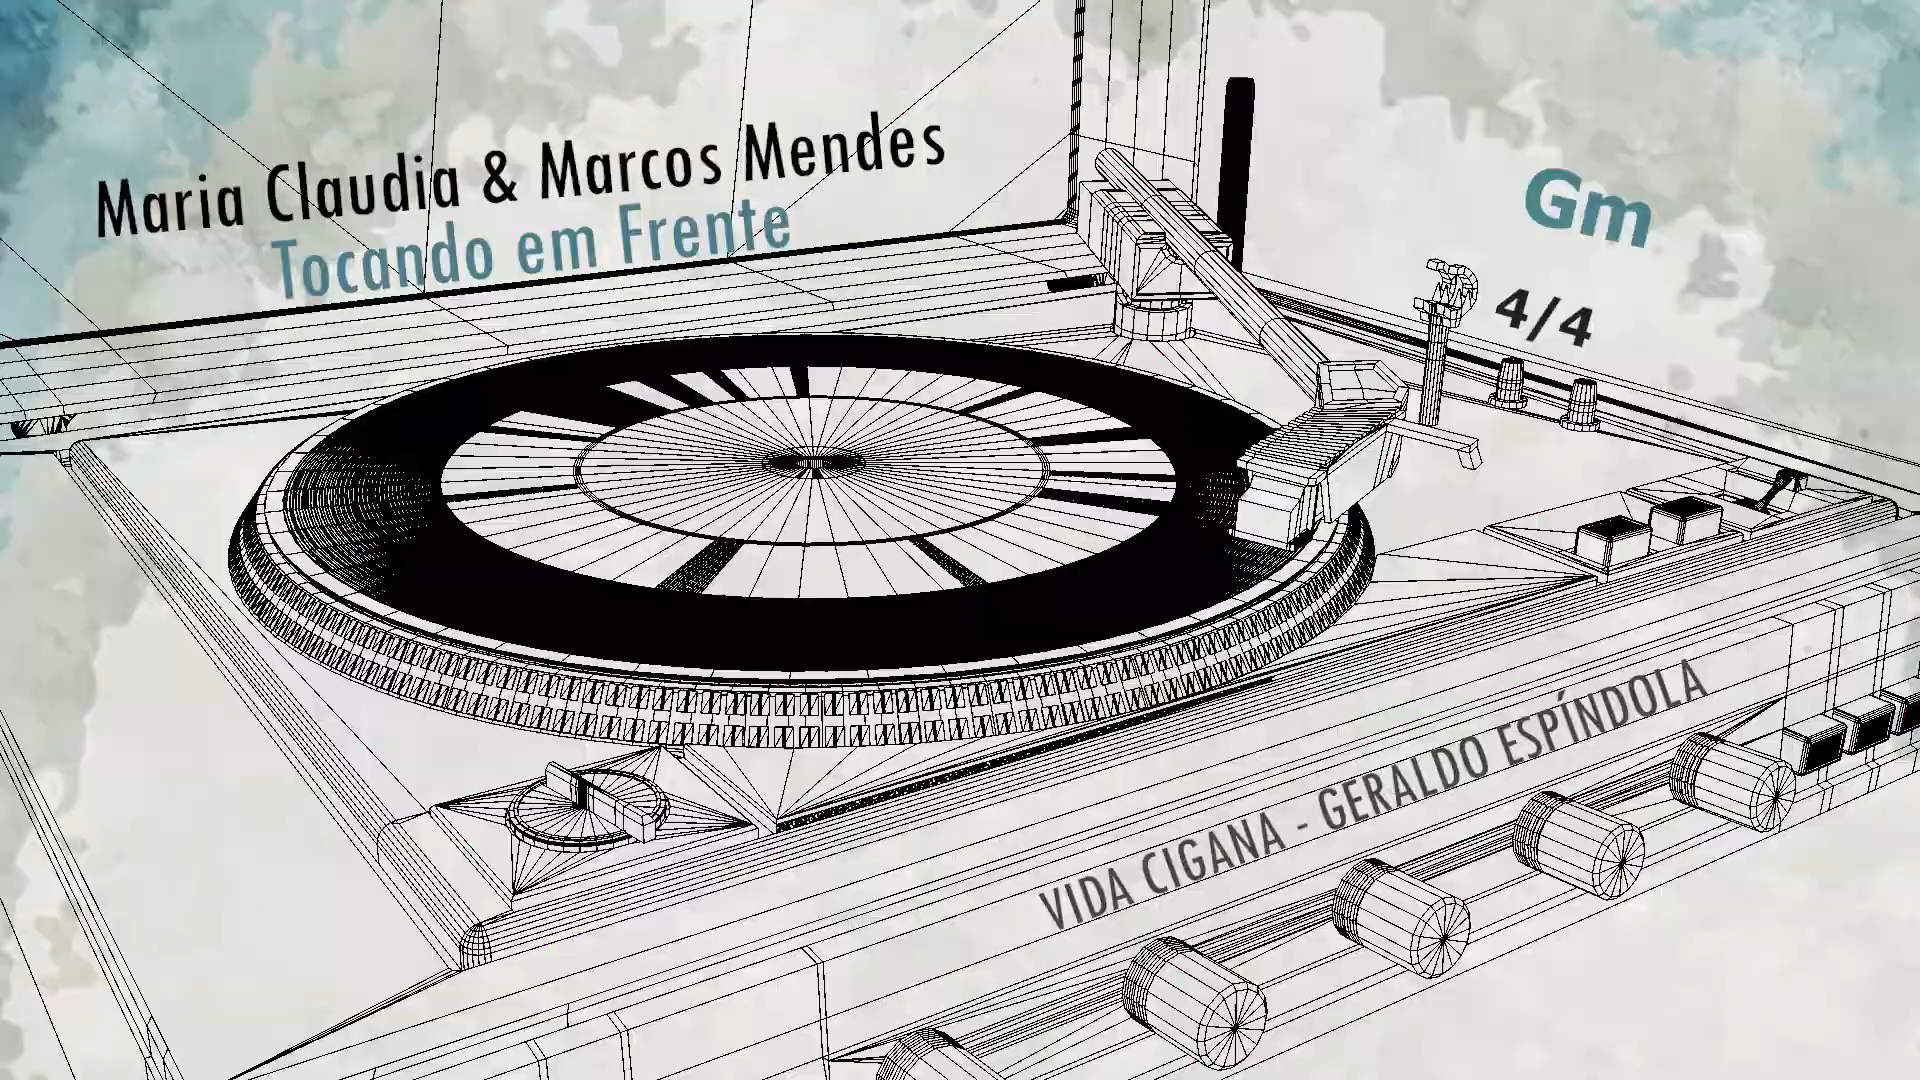 Maria Claudia & Marcos Mendes
Tocando em Frente
Gm
4/4
VIDA CIGANA - GERALDO ESPÍNDOLA